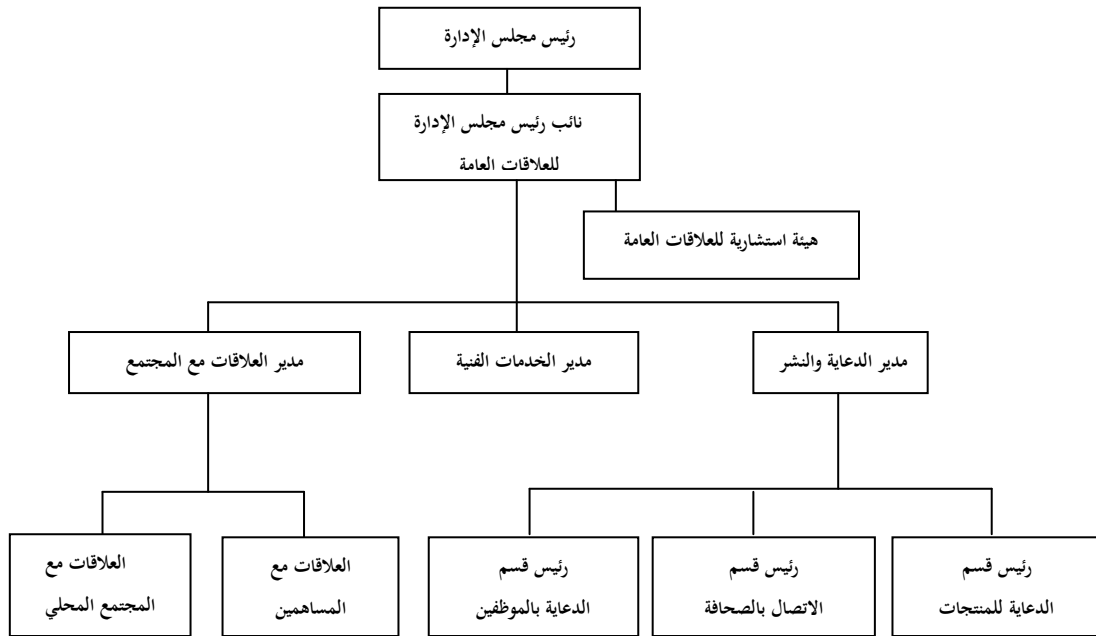 رئيس مجلس الإدارة
نائب رئيس مجلس الإدارة
للعلاقات العامة
هيئة استشارية للعلاقات العامة
مدير الدعاية والنشر
مدير الخدمات الفنية
مدير العلاقات مع المجتمع
رئيس قسم
الدعاية للمنتجات
رئيس قسم
الاتصال بالصحافة
رئيس قسم
الدعاية بالموظفين
العلاقات مع
المساهمين
العلاقات مع
المجتمع المحلي